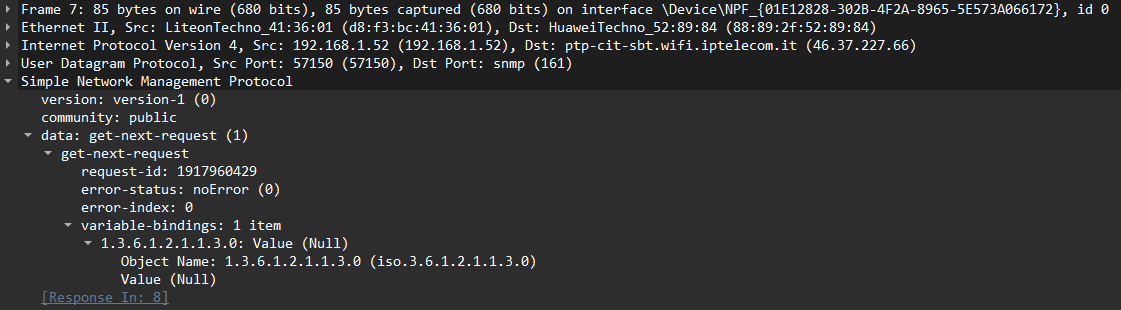 Frame 7: 85 bytes on wire (680 bits), 85 bytes captured (680 bits) on interface \Device\NPF_{01E12828-302B-4F2A-8965-5E573A066172}, id 0
Ethernet II, Src: LiteonTechno_41:36:01 (d8:f3:bc:41:36:01), Dst: HuaweiTechno_52:89:84 (88:89:2f:52:89:84)
Internet Protocol Version 4, Src: 192.168.1.52 (192.168.1.52), Dst: ptp-cit-sbt.wifi.iptelecom.it (46.37.227.66)
User Datagram Protocol, Src Port: 57150 (57150), Dst Port: snmp (161)
Simple Network Management Protocol
version: version-1 (0)
community: public
data: get-next-request (1)
get-next-request
request-id: 1917960429
error-status: noError (0)
error-index: 0
variable-bindings: 1 item
1.3.6.1.2.1.1.3.0: Value (Null)
Object Name: 1.3.6.1.2.1.1.3.0 (iso.3.6.1.2.1.1.3.0)
Value (Null)
[Response In: 8]